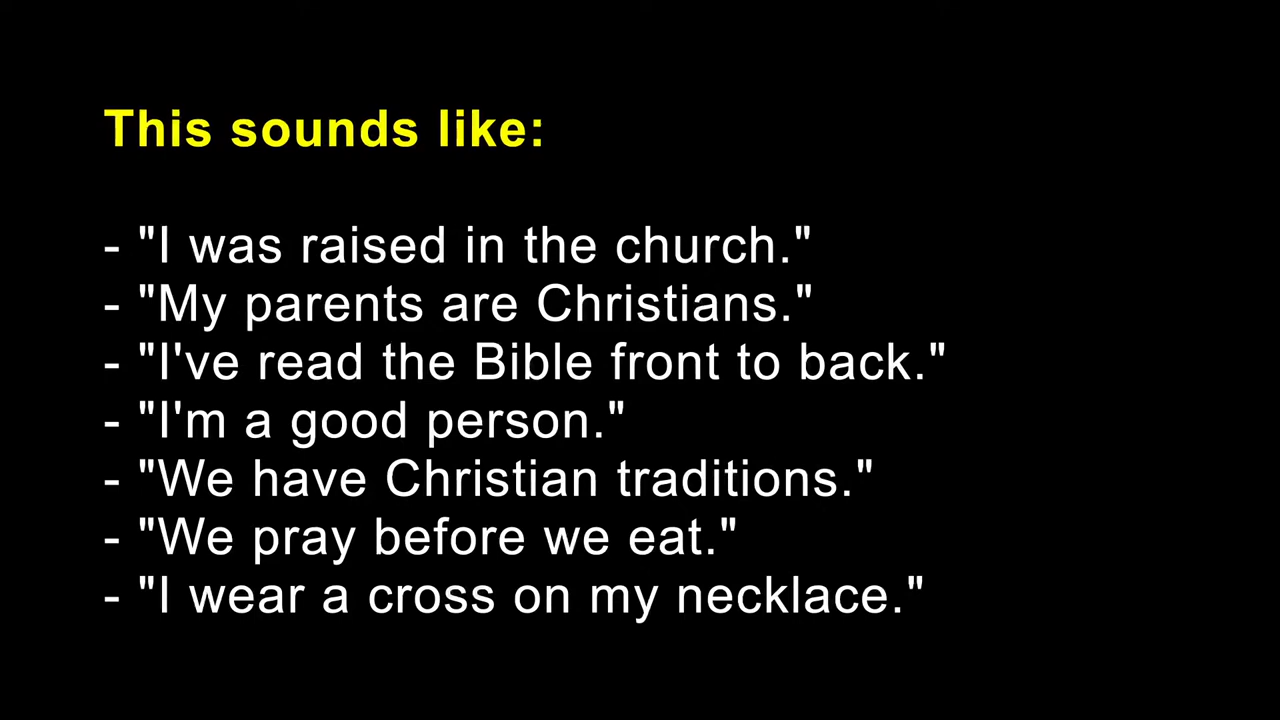 This sounds like:
- "I was raised in the church."
- "My parents are Christians."
- "I've read the Bible front to back."
- "I'm a good person."
- "We have Christian traditions."
- "We pray before we eat."
- "I wear a cross on my necklace."